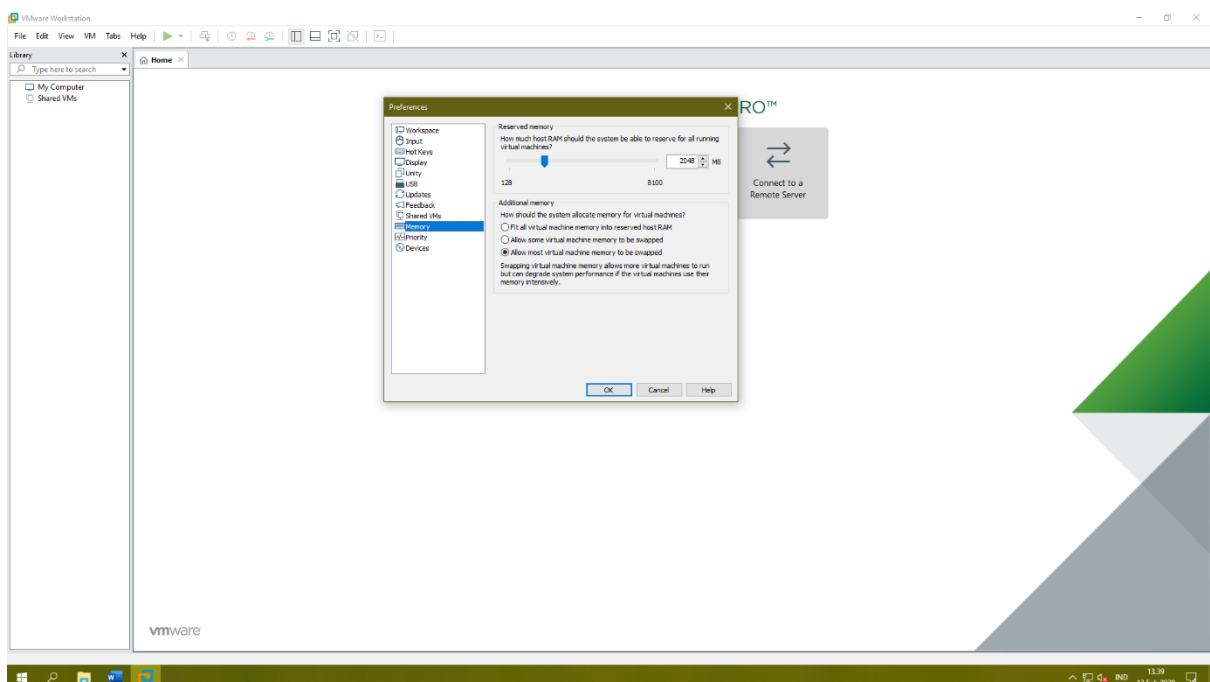 VMware Workstation
File Edit View VM Tabs Help
Library
Type here to search
My Computer
Shared VMs
Home
RO™
Connect to a
Remote Server
Preferences
Workspace
Input
Hot Keys
Display
Unity
USB
Updates
Feedback
Shared VMs
Memory
Priority
Devices
Reserved memory
How much host RAM should the system be able to reserve for all running
virtual machines?
2048 MB
128 8100
Additional memory
How should the system allocate memory for virtual machines?
Fit all virtual machine memory into reserved host RAM
Allow some virtual machine memory to be swapped
Allow most virtual machine memory to be swapped
Swapping virtual machine memory allows more virtual machines to run
but can degrade system performance if the virtual machines use their
memory intensively.
OK Cancel Help
vmware
IND 13.39